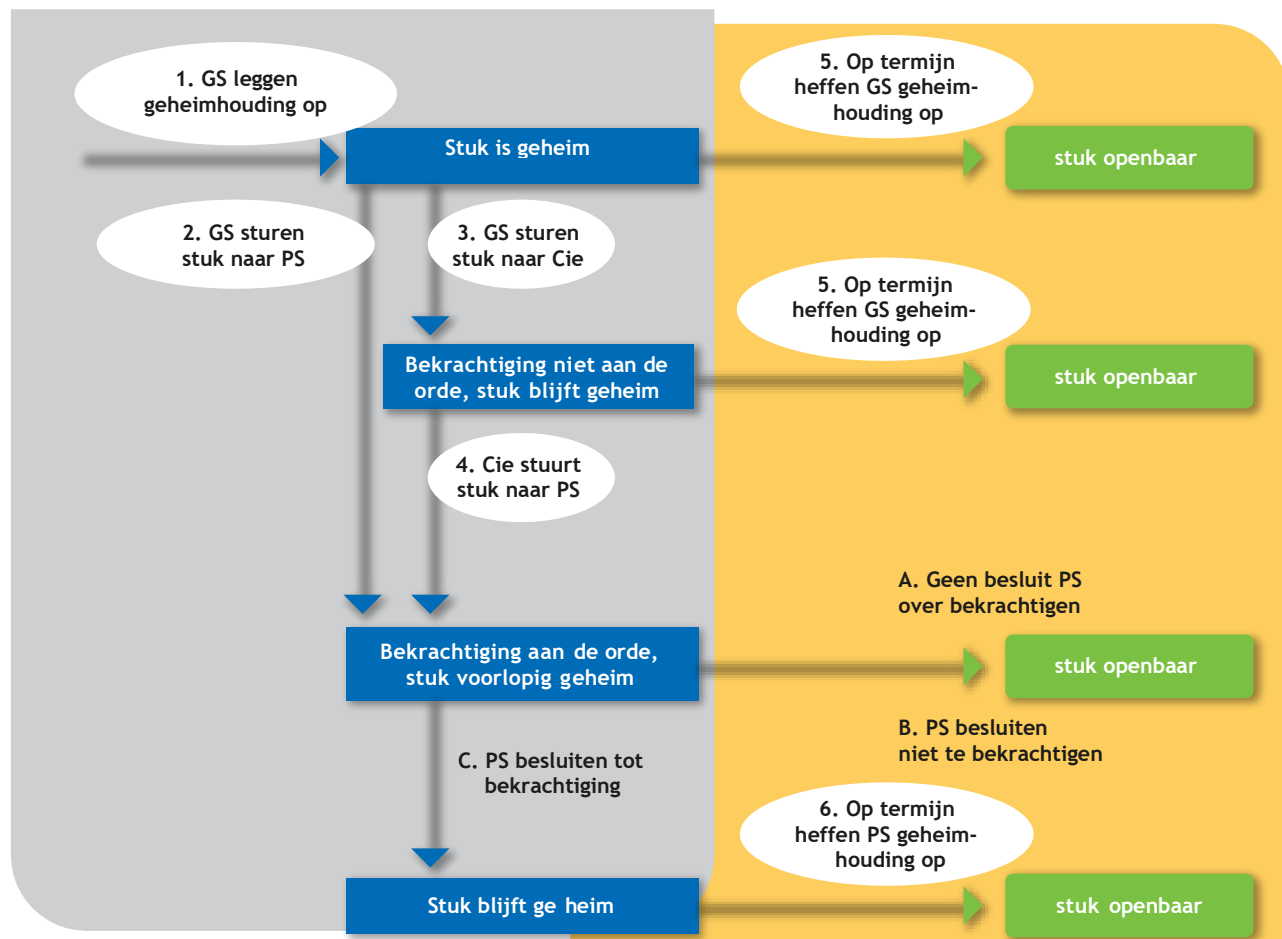 1. GS leggen
geheimhouding op
5. Op termijn
heffen GS geheim-
houding op
Stuk is geheim
stuk openbaar
2. GS sturen
stuk naar PS
3. GS sturen
stuk naar Cie
5. Op termijn
heffen GS geheim-
houding op
Bekrachtiging niet aan de
orde, stuk blijft geheim
stuk openbaar
4. Cie stuurt
stuk naar PS
A. Geen besluit PS
over bekrachtigen
Bekrachtiging aan de orde,
stuk voorlopig geheim
stuk openbaar
B. PS besluiten
niet te bekrachtigen
C. PS besluiten tot
bekrachtiging
6. Op termijn
heffen PS geheim-
houding op
Stuk blijft ge heim
stuk openbaar